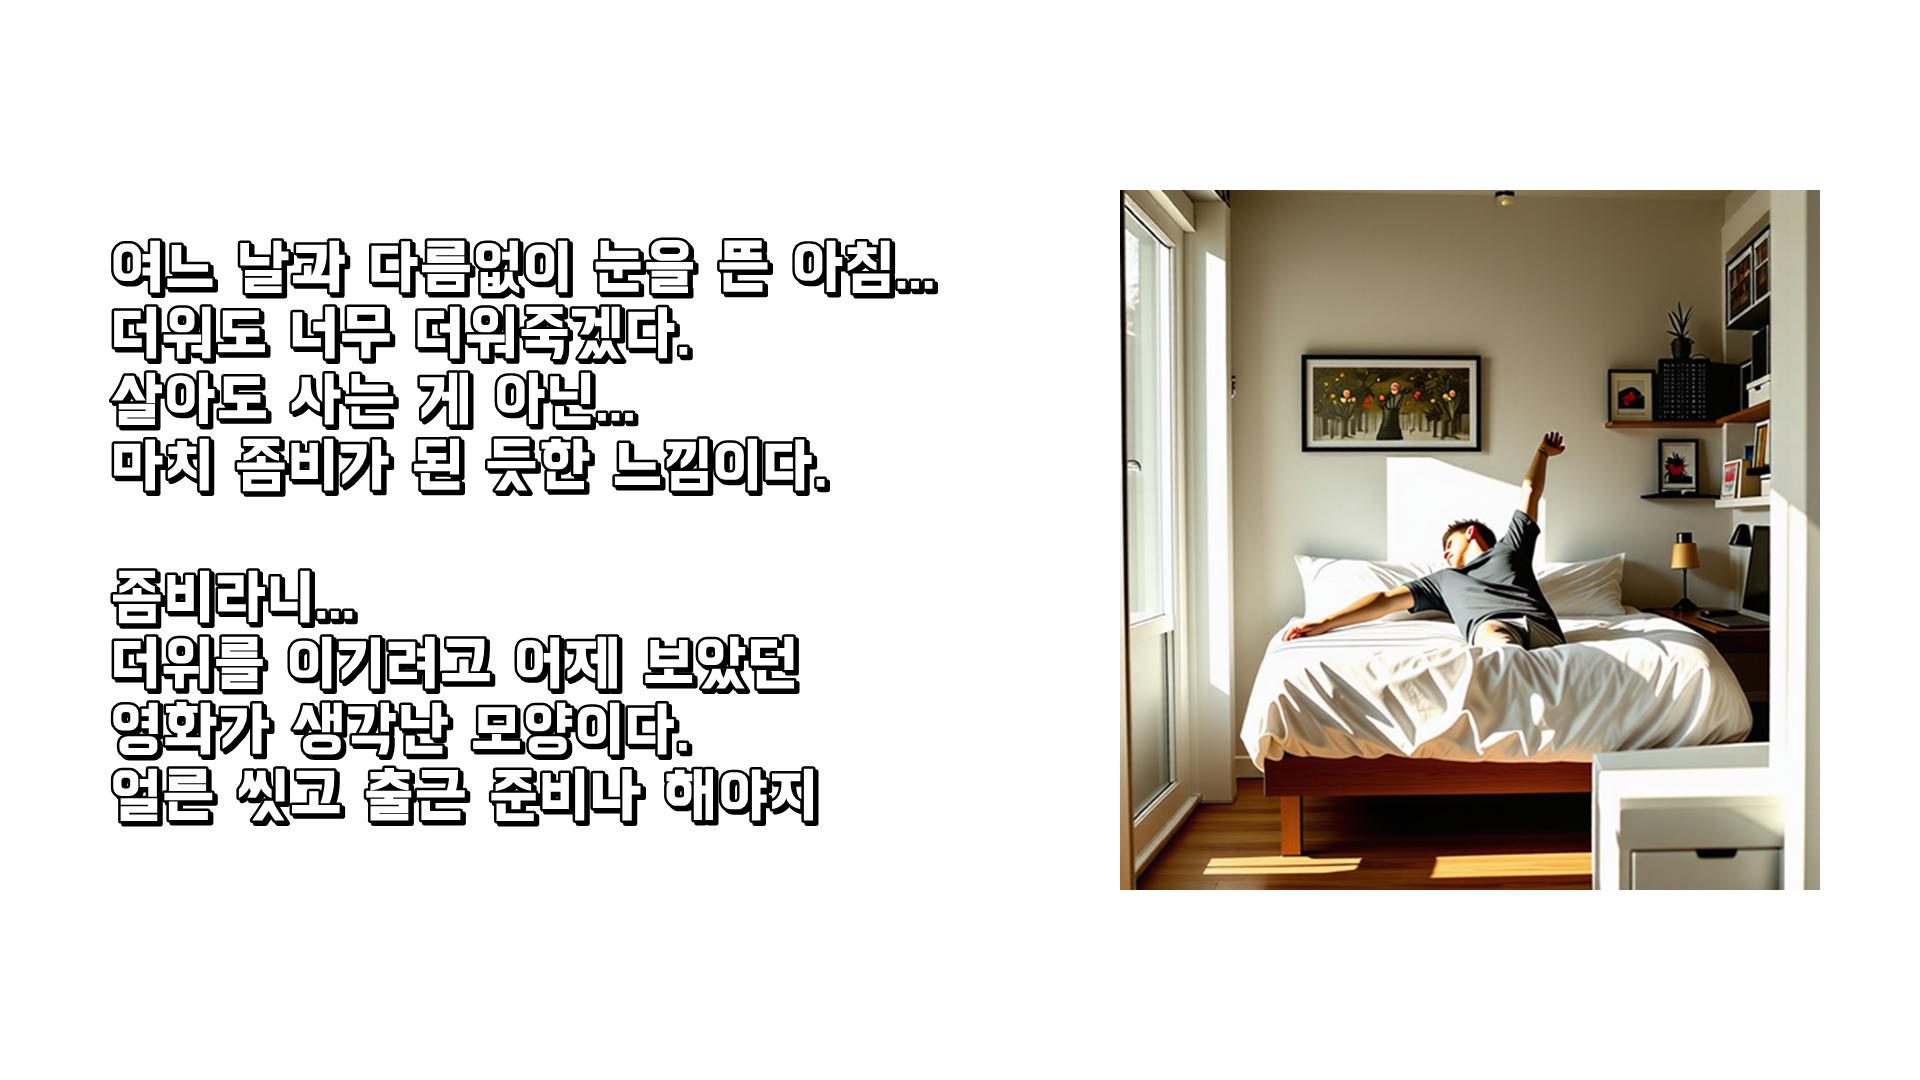 여느 날과 다름없이 눈을 뜬 아침...
더워도 너무 더워죽겠다.
살아도 사는 게 아닌...
마치 좀비가 된 듯한 느낌이다.
좀비라니...
더위를 이기려고 어제 보았던
영화가 생각난 모양이다.
얼른 씻고 출근 준비나 해야지